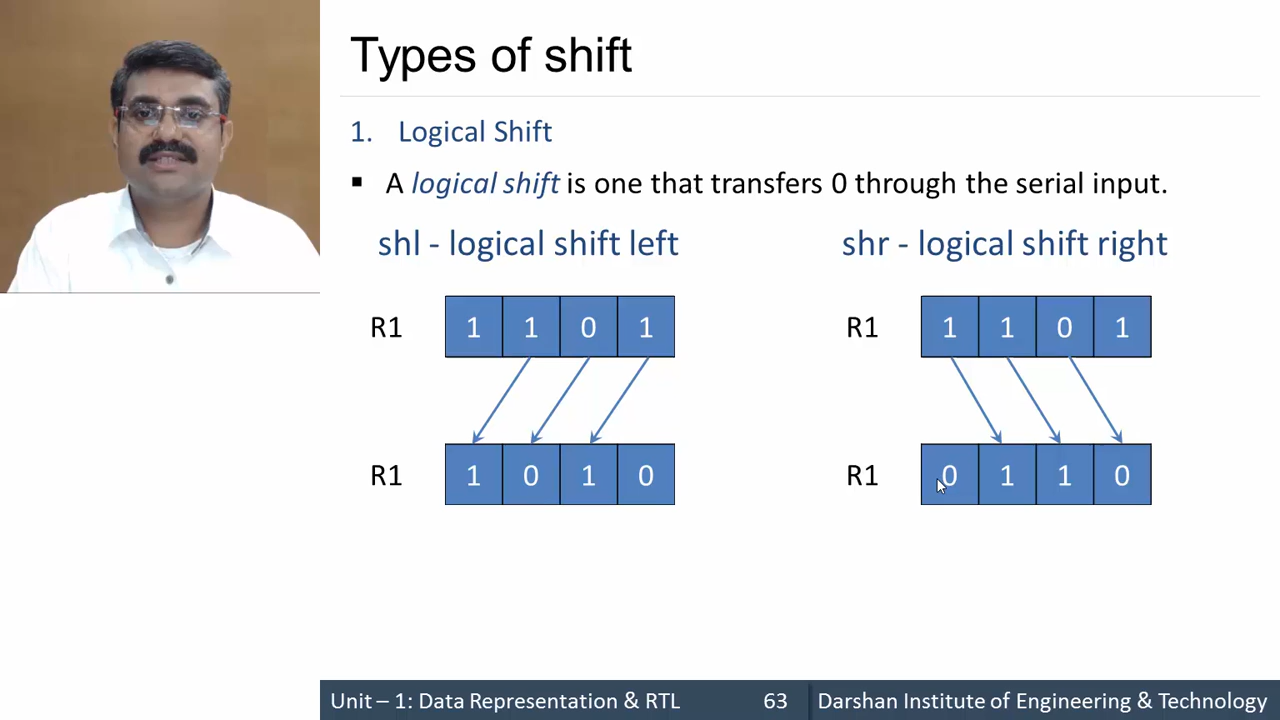 Types of shift
1. Logical Shift
▪ A logical shift is one that transfers 0 through the serial input.
shl - logical shift left
shr - logical shift right
R1 1 1 0 1
R1 1 1 0 1
R1 1 0 1 0
R1 0 1 1 0
Unit – 1: Data Representation & RTL 63 Darshan Institute of Engineering & Technology